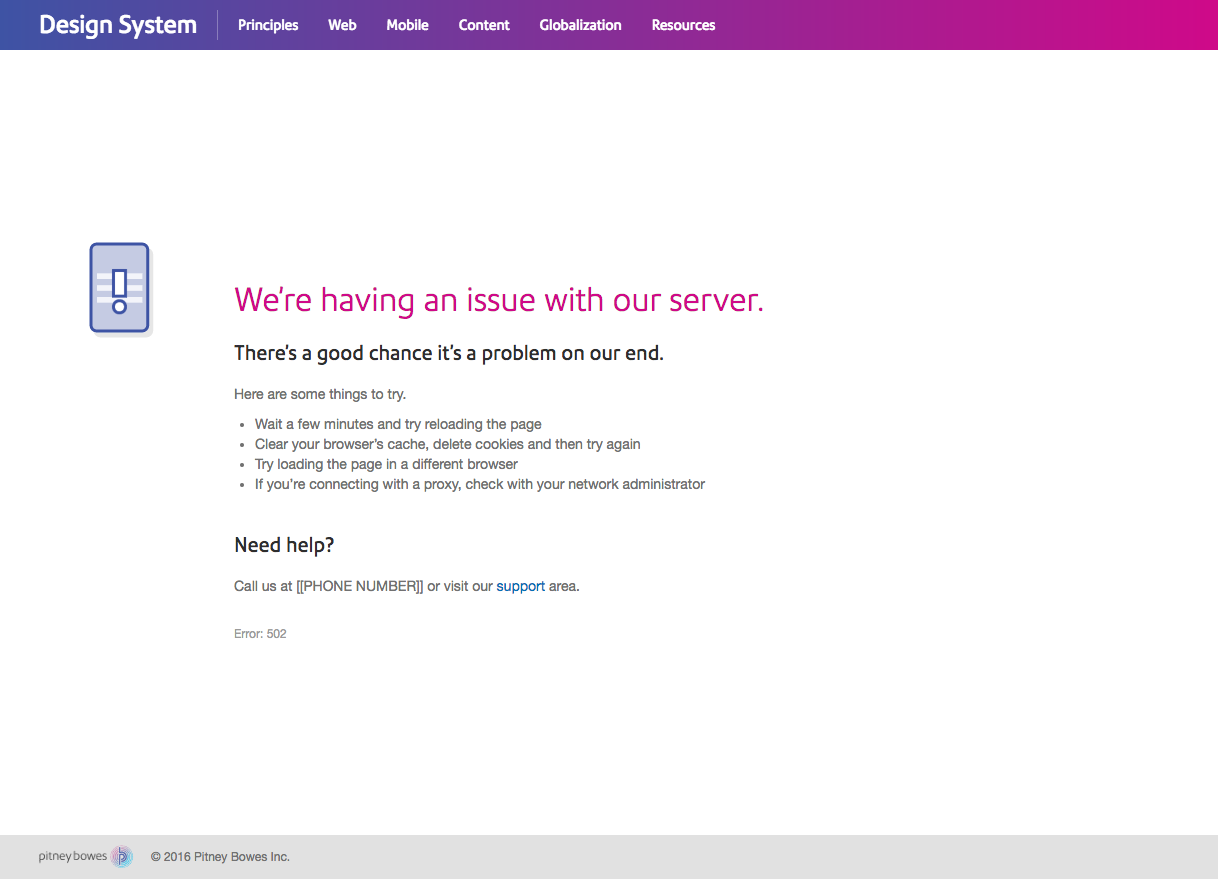 Design System Principles Web Mobile Content Globalization Resources
We're having an issue with our server.
There's a good chance it's a problem on our end.
Here are some things to try.
• Wait a few minutes and try reloading the page
• Clear your browser's cache, delete cookies and then try again
• Try loading the page in a different browser
• If you're connecting with a proxy, check with your network administrator
Need help?
Call us at [[PHONE NUMBER]] or visit our support area.
Error: 502
pitney bowes © 2016 Pitney Bowes Inc.